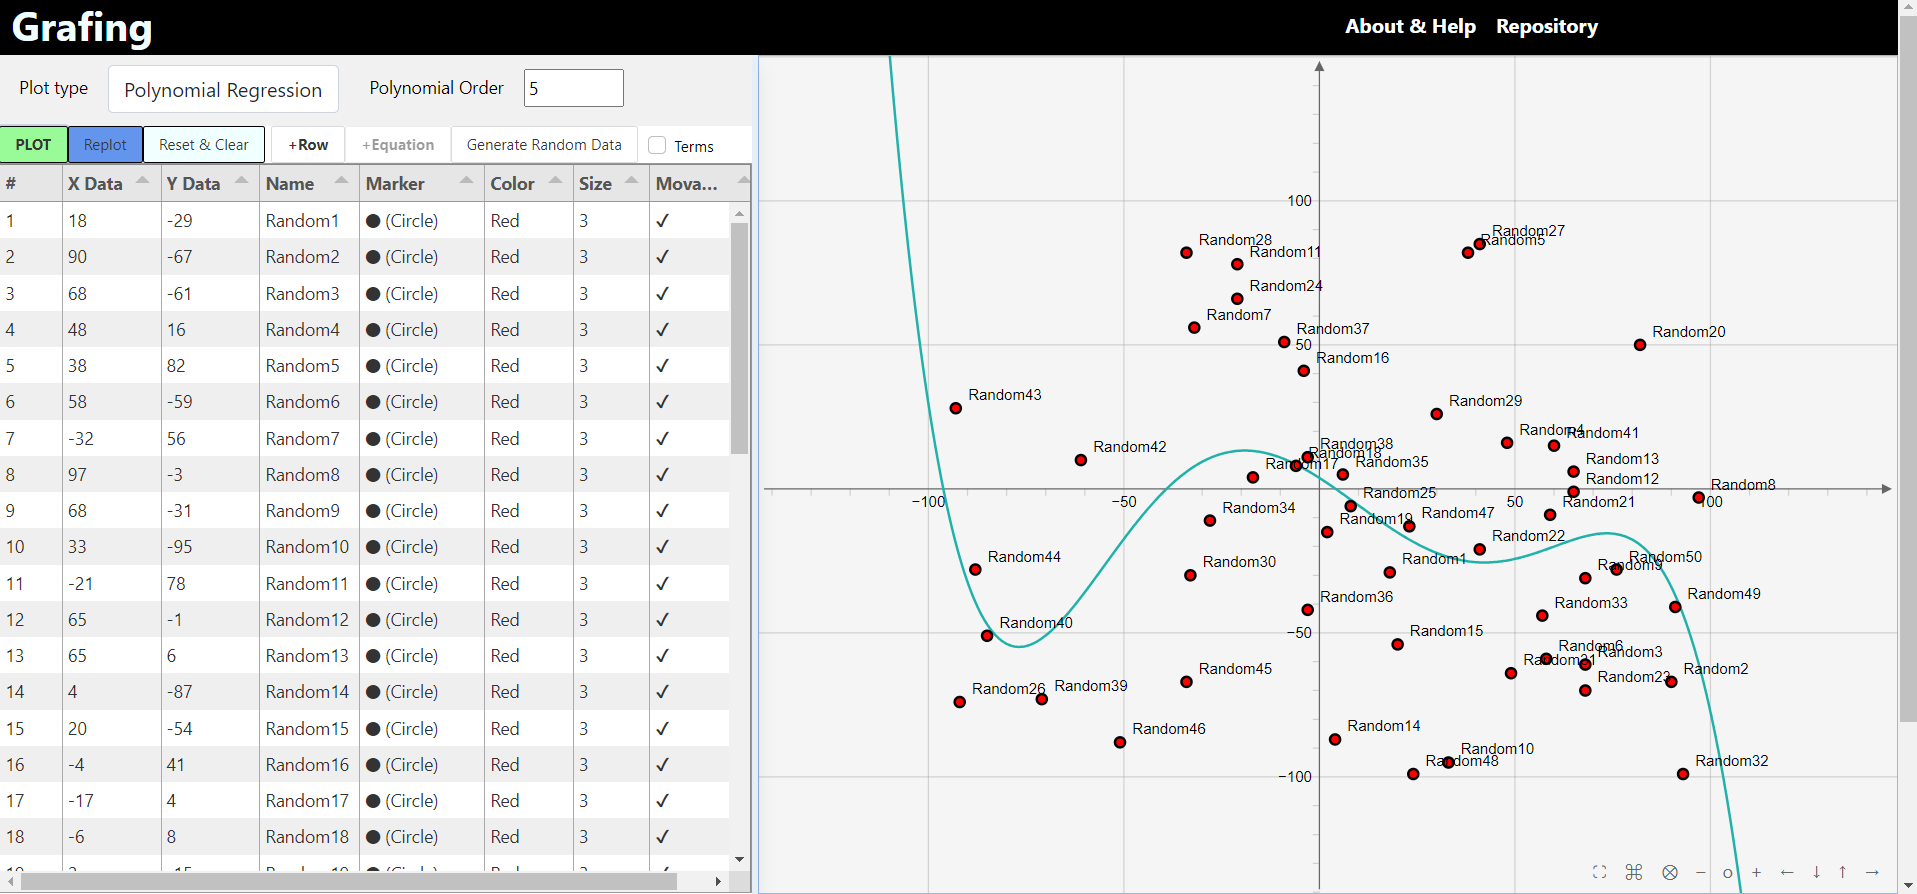 Grafing
About & Help Repository
Plot type Polynomial Regression Polynomial Order 5
PLOT Replot Reset & Clear +Row +Equation Generate Random Data Terms
# X Data Y Data Name Marker Color Size Mova...
1 18 -29 Random1 (Circle) Red 3 ✓
2 90 -67 Random2 (Circle) Red 3 ✓
3 68 -61 Random3 (Circle) Red 3 ✓
4 48 16 Random4 (Circle) Red 3 ✓
5 38 82 Random5 (Circle) Red 3 ✓
6 58 -59 Random6 (Circle) Red 3 ✓
7 -32 56 Random7 (Circle) Red 3 ✓
8 97 -3 Random8 (Circle) Red 3 ✓
9 68 -31 Random9 (Circle) Red 3 ✓
10 33 -95 Random10 (Circle) Red 3 ✓
11 -21 78 Random11 (Circle) Red 3 ✓
12 65 -1 Random12 (Circle) Red 3 ✓
13 65 6 Random13 (Circle) Red 3 ✓
14 4 -87 Random14 (Circle) Red 3 ✓
15 20 -54 Random15 (Circle) Red 3 ✓
16 -4 41 Random16 (Circle) Red 3 ✓
17 -17 4 Random17 (Circle) Red 3 ✓
18 -6 8 Random18 (Circle) Red 3 ✓
100
Random27
Random28 Random5
Random11
Random24
Random7
Random37 Random20
50
Random16
Random43
Random29
Random4 Random41
Random42 Random38
Random18
Random17 Random35 Random13
Random12
Random8
−100 −50 50 100
Random25 Random21
Random34 Random47
Random19
Random22
Random44 Random1 Random50
Random30 Random9
Random36 Random49
Random33
Random40
−50 Random15
Random6
Random3
Random31
Random45 Random2
Random23
Random26 Random39
Random46 Random14
Random10
Random48 Random32
−100